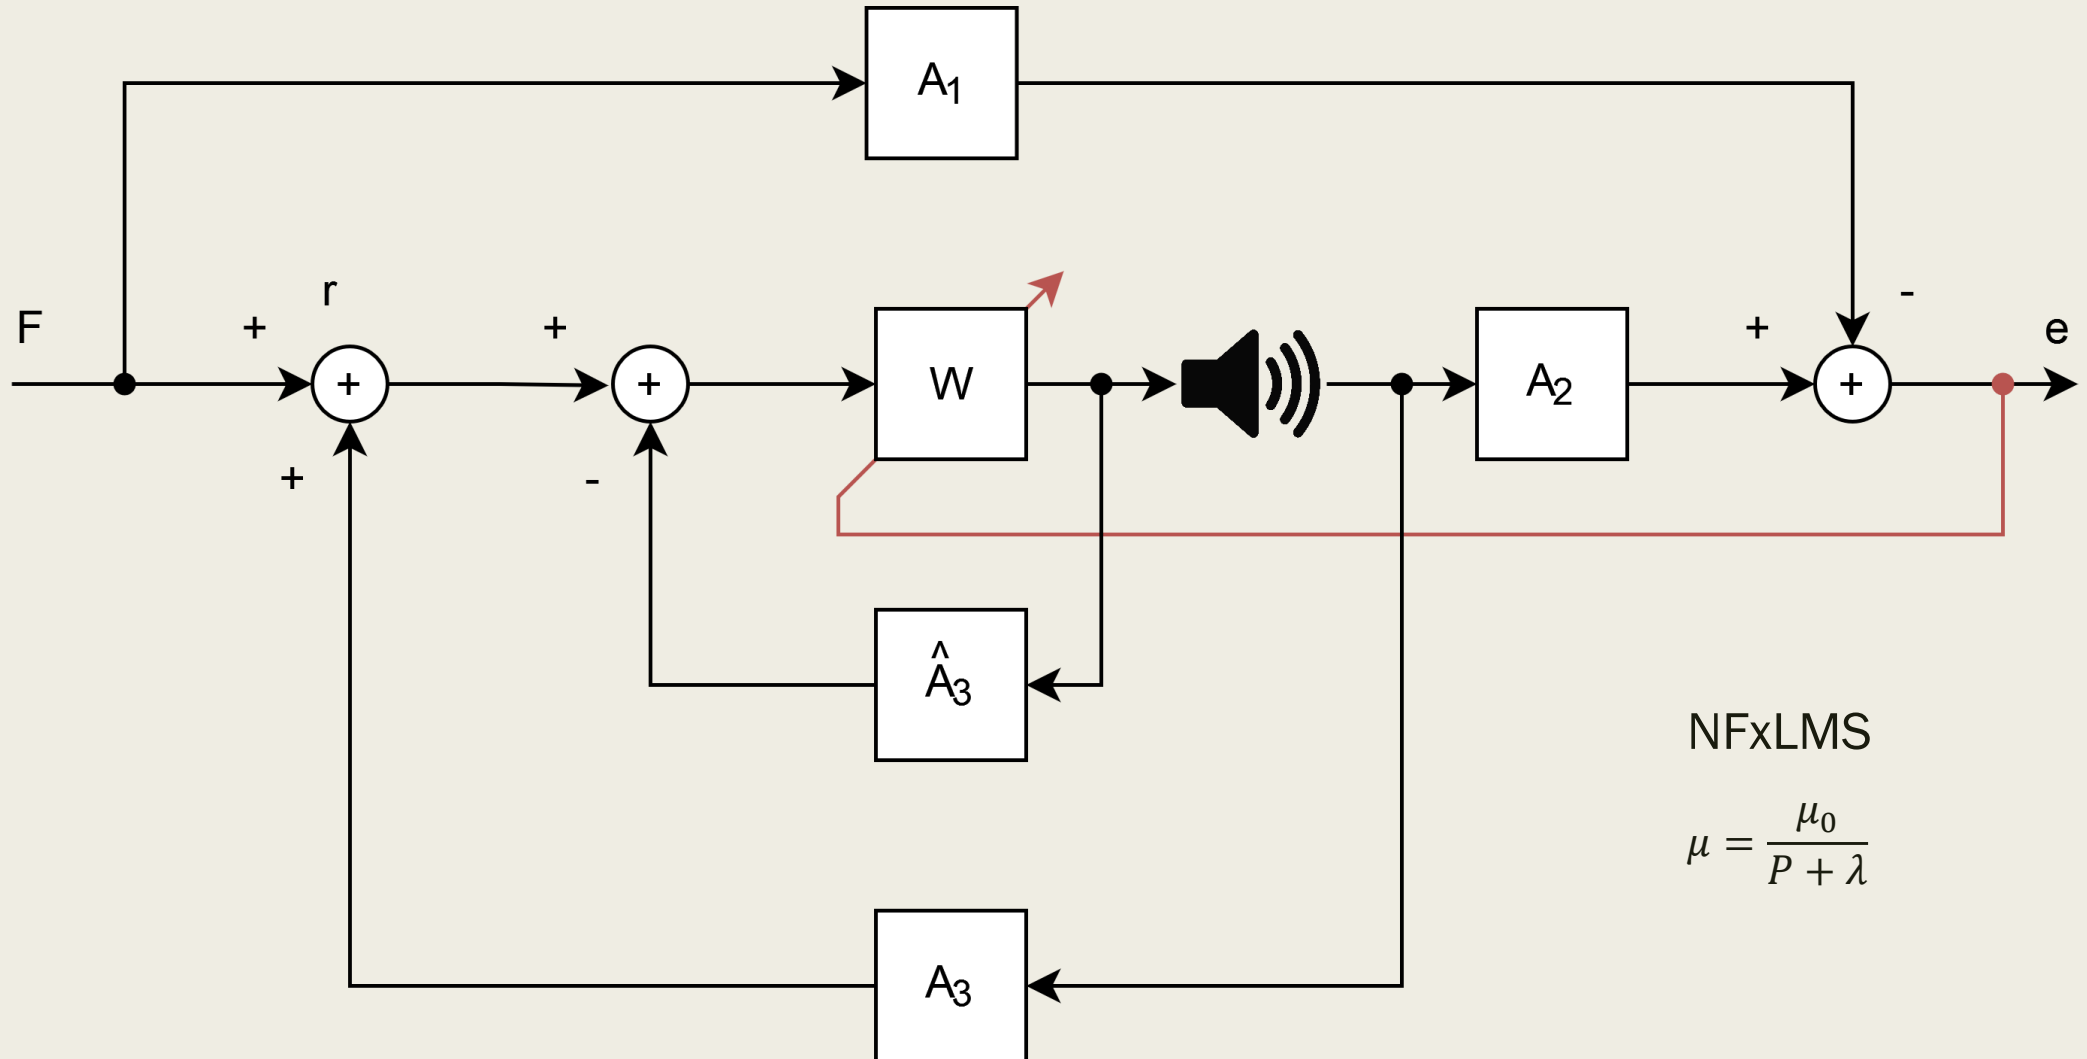 A₁
r
F
+
+
+
-
e
+
+
W
A₂
+
+
-
Â₃
NFxLMS
μ = μ₀ / (P + λ)
A₃